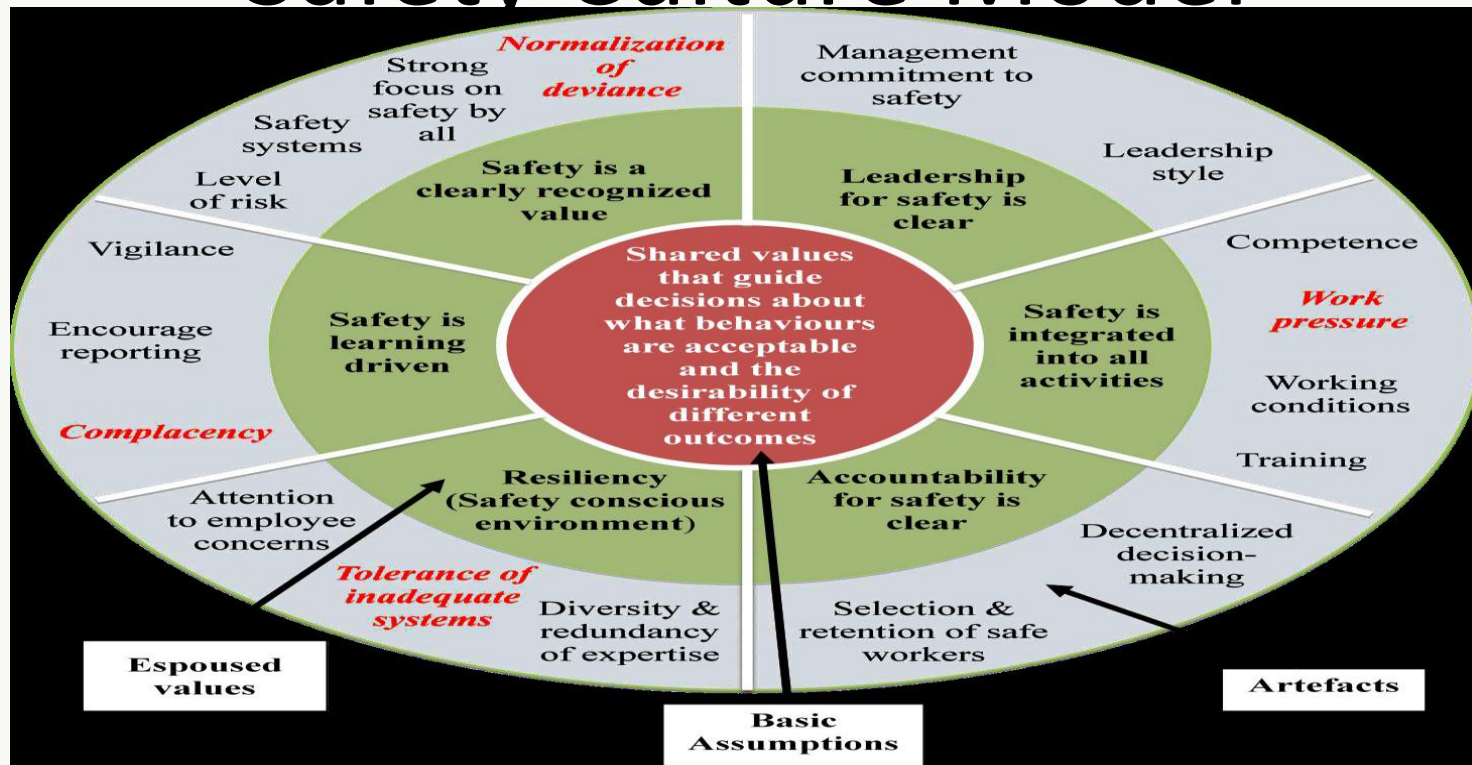 Safety Culture Model
Normalization
of
deviance
Strong
focus on
safety by
all
Safety
systems
Level
of risk
Management
commitment to
safety
Leadership
style
Safety is a
clearly recognized
value
Leadership
for safety is
clear
Vigilance
Encourage
reporting
Complacency
Safety is
learning
driven
Shared values
that guide
decisions about
what behaviours
are acceptable
and the
desirability of
different
outcomes
Safety is
integrated
into all
activities
Competence
Work
pressure
Working
conditions
Training
Resiliency
(Safety conscious
environment)
Accountability
for safety is
clear
Attention
to employee
concerns
Tolerance of
inadequate
systems
Diversity &
redundancy
of expertise
Selection &
retention of safe
workers
Decentralized
decision-
making
Espoused
values
Basic
Assumptions
Artefacts